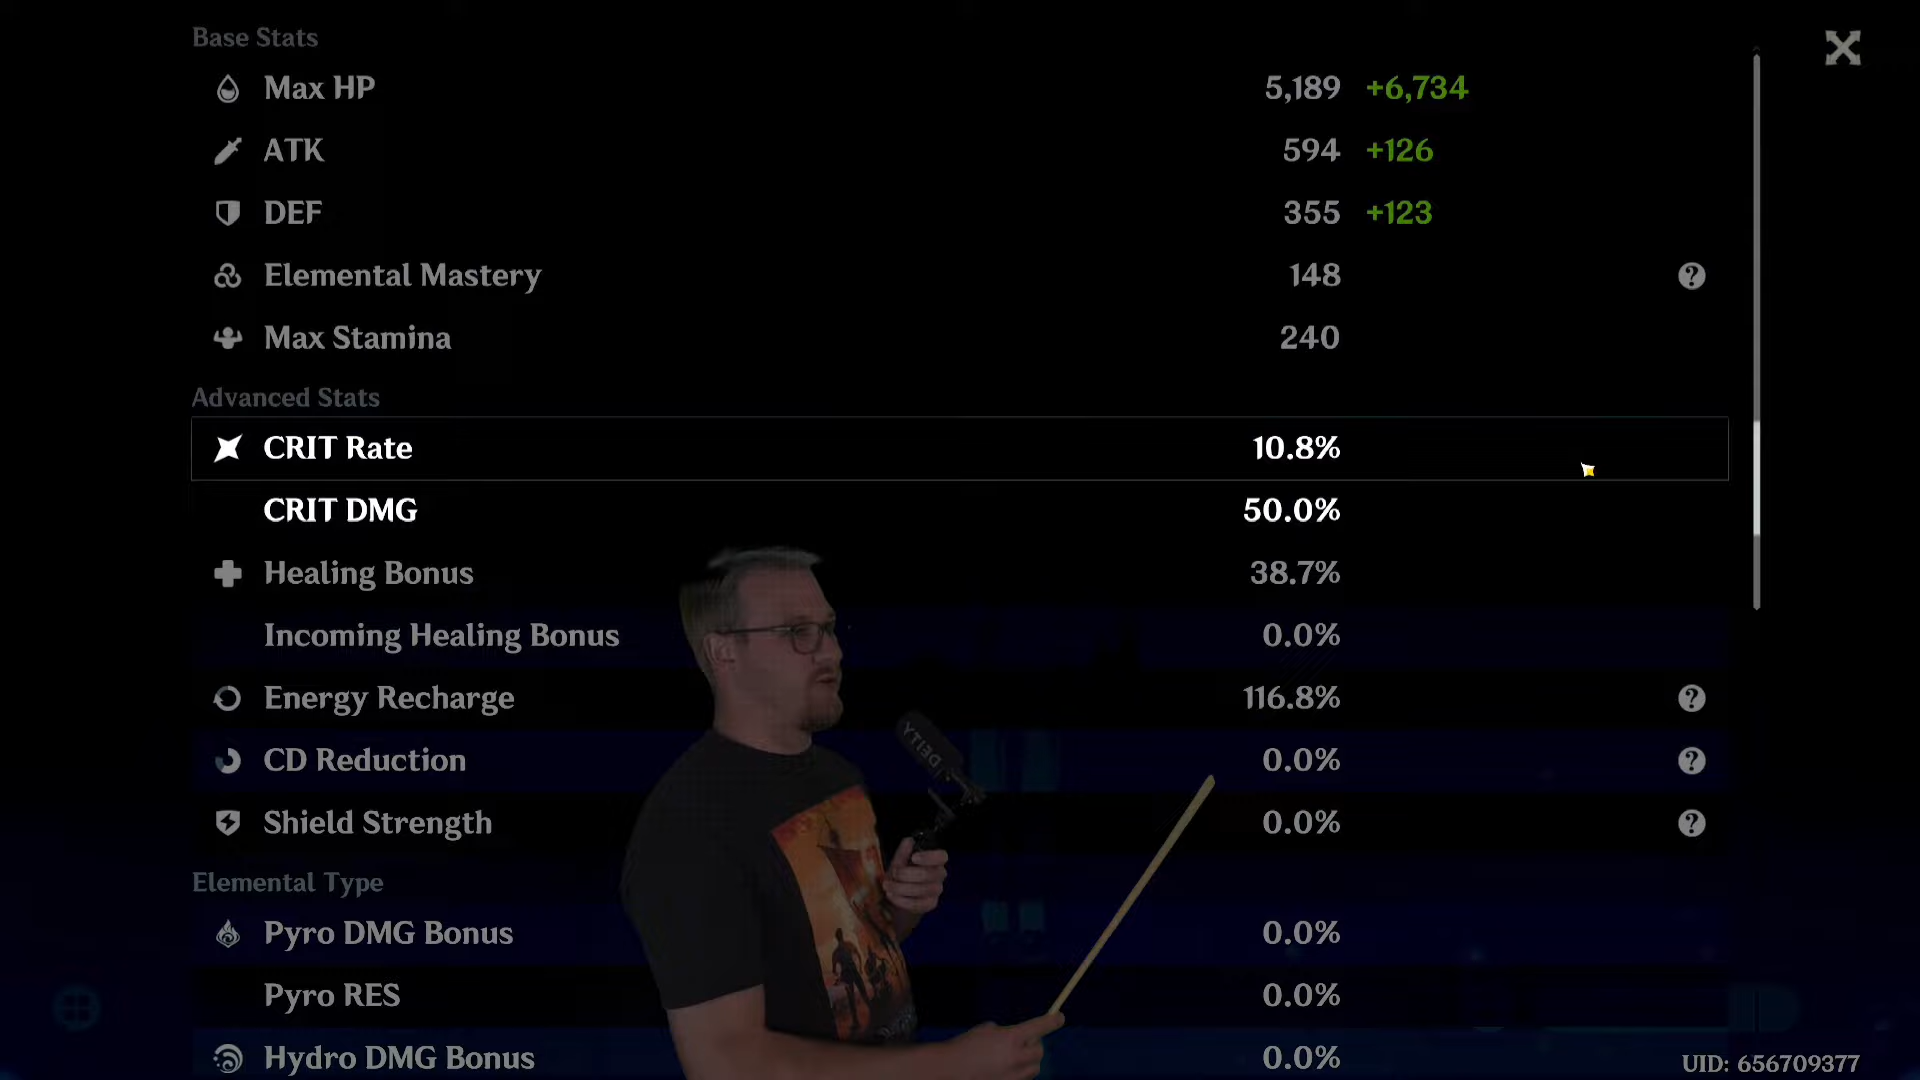 Base Stats
Max HP 5,189 +6,734
ATK 594 +126
DEF 355 +123
Elemental Mastery 148 ?
Max Stamina 240
Advanced Stats
CRIT Rate 10.8%
CRIT DMG 50.0%
Healing Bonus 38.7%
Incoming Healing Bonus 0.0%
Energy Recharge 116.8% ?
CD Reduction 0.0% ?
DEITY
Shield Strength 0.0% ?
Elemental Type
Pyro DMG Bonus 0.0%
Pyro RES 0.0%
Hydro DMG Bonus 0.0%
UID: 656709377